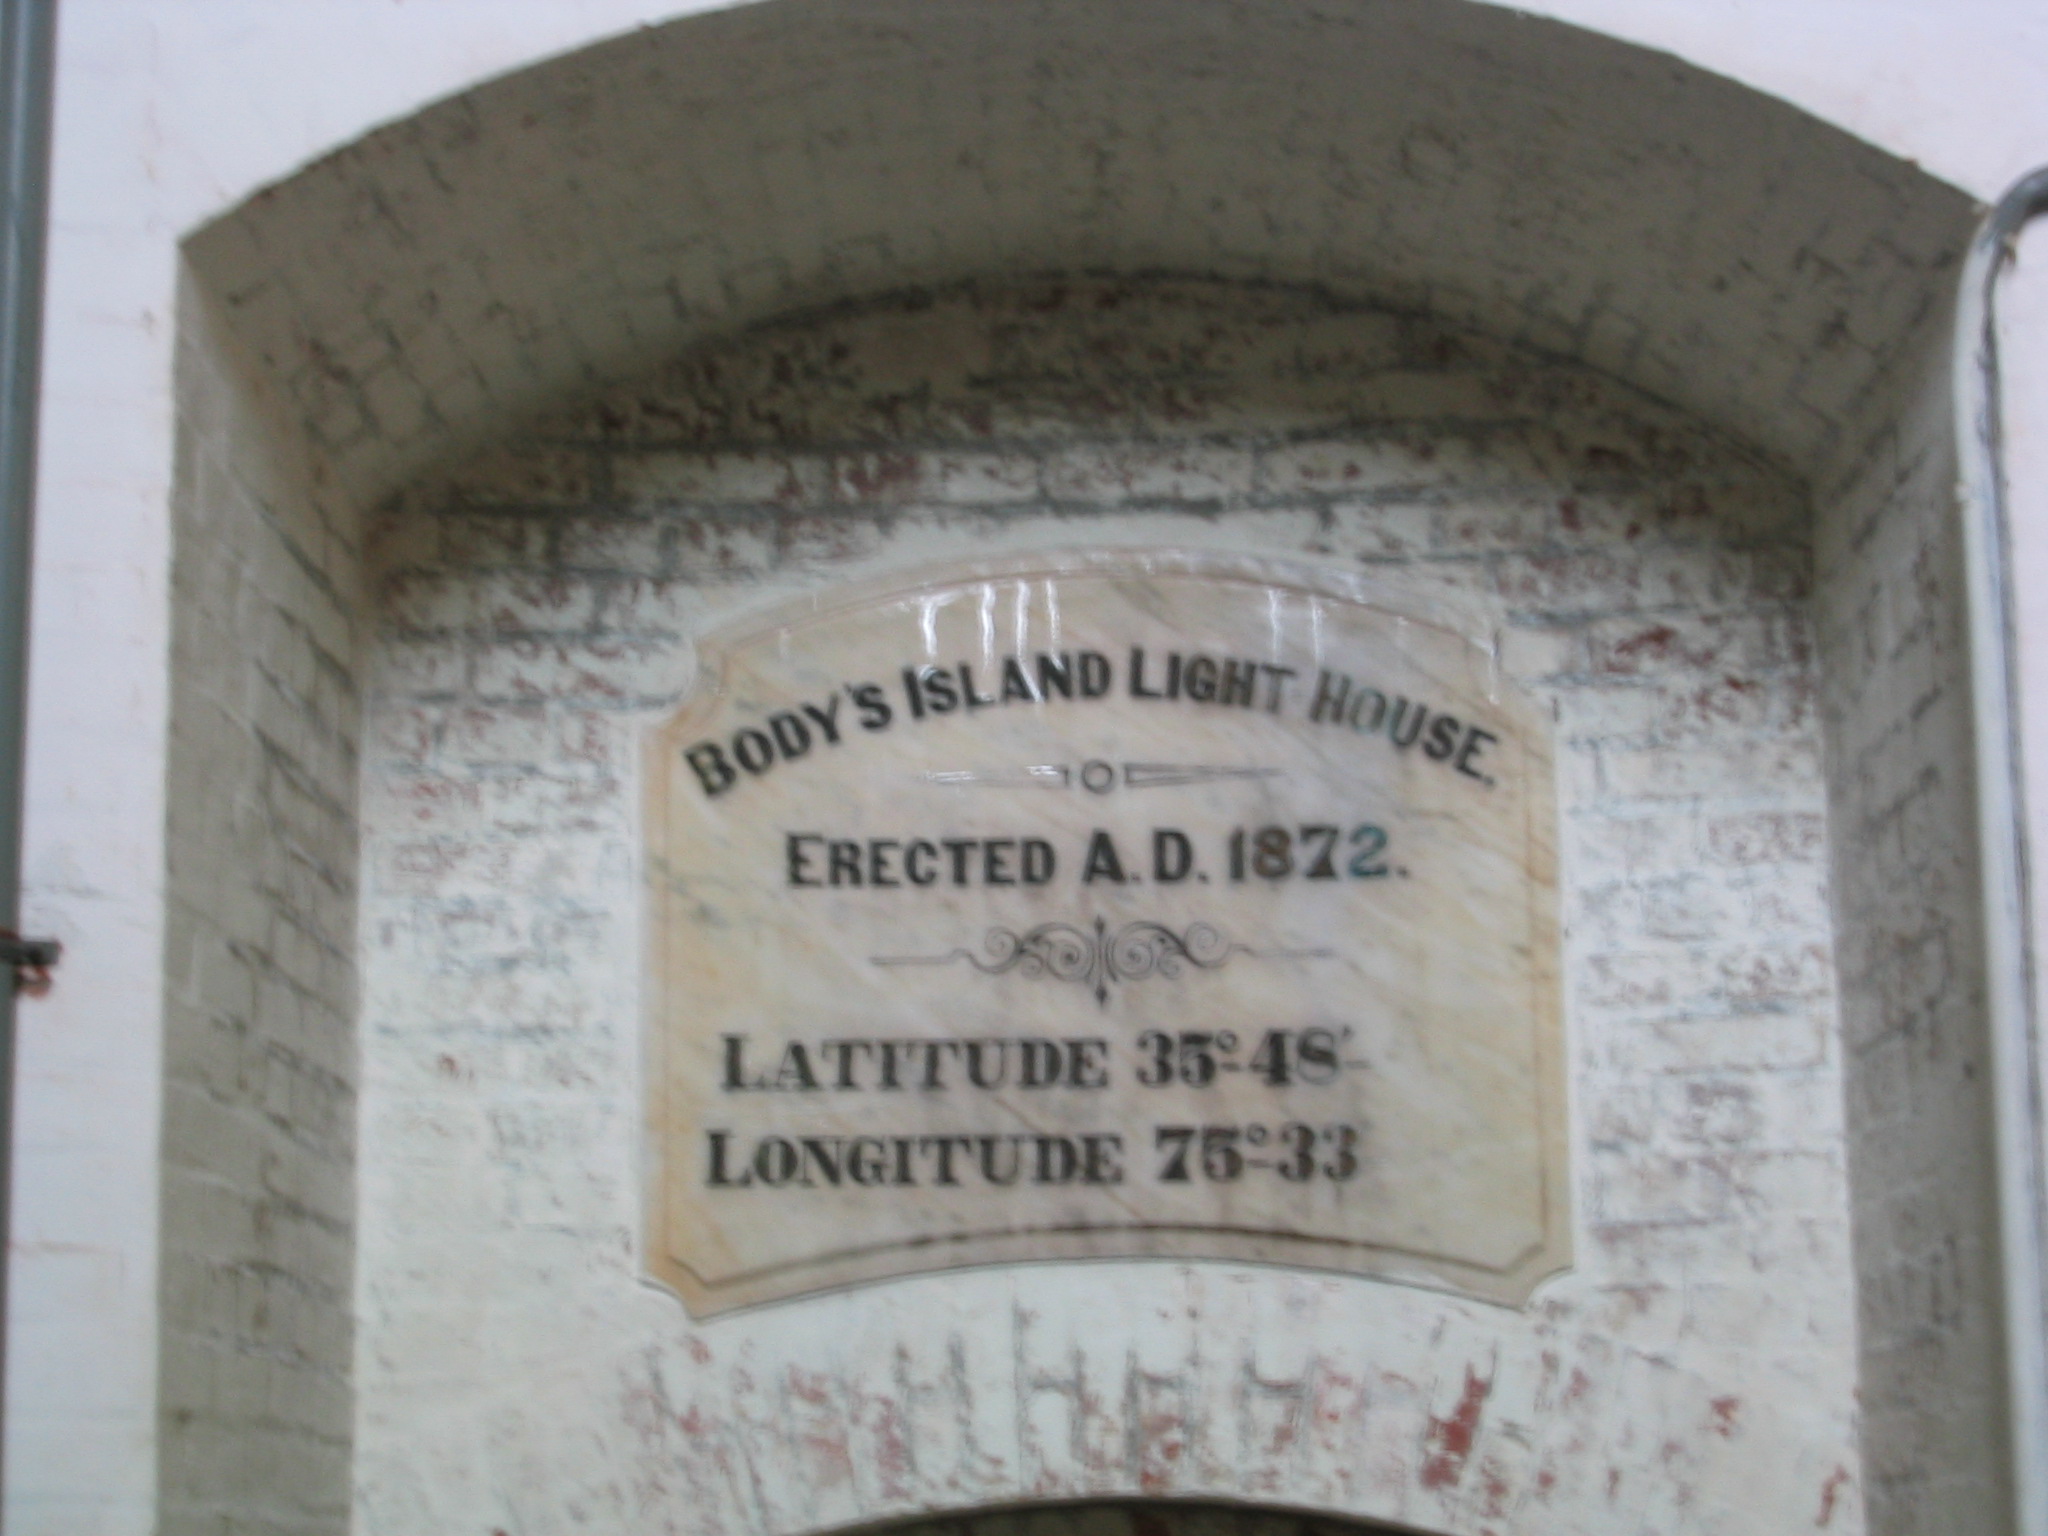 BODY'S ISLAND LIGHT HOUSE.
ERECTED A.D. 1872.
LATITUDE 35°-48'
LONGITUDE 75°-33'